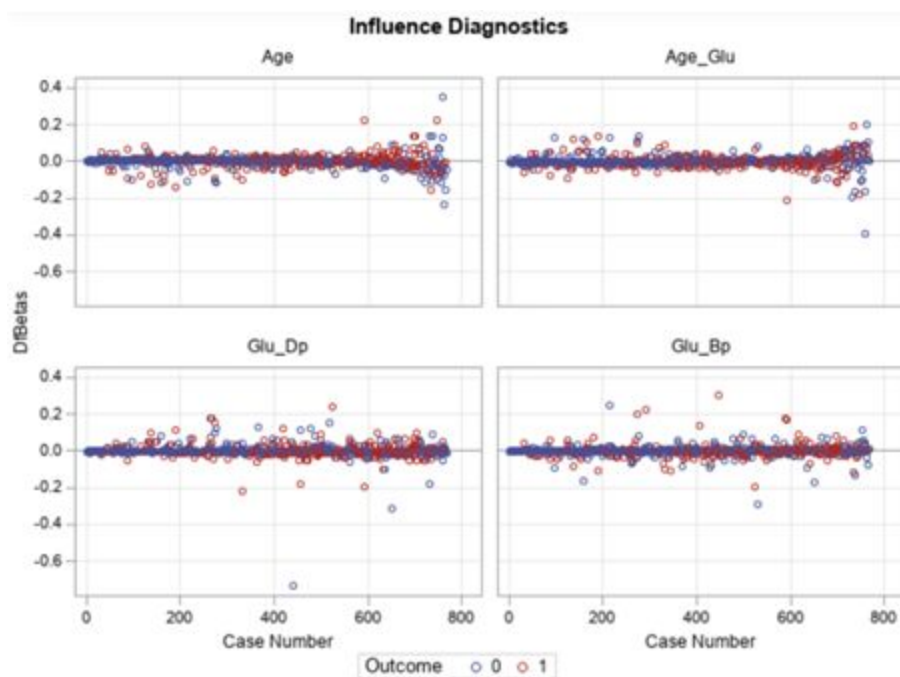 Influence Diagnostics
Age
Age_Glu
0.4
0.2
0.0
-0.2
-0.4
-0.6
DfBetas
Glu_Dp
Glu_Bp
0.4
0.2
0.0
-0.2
-0.4
-0.6
0 200 400 600 800
0 200 400 600 800
Case Number
Case Number
Outcome 0 1